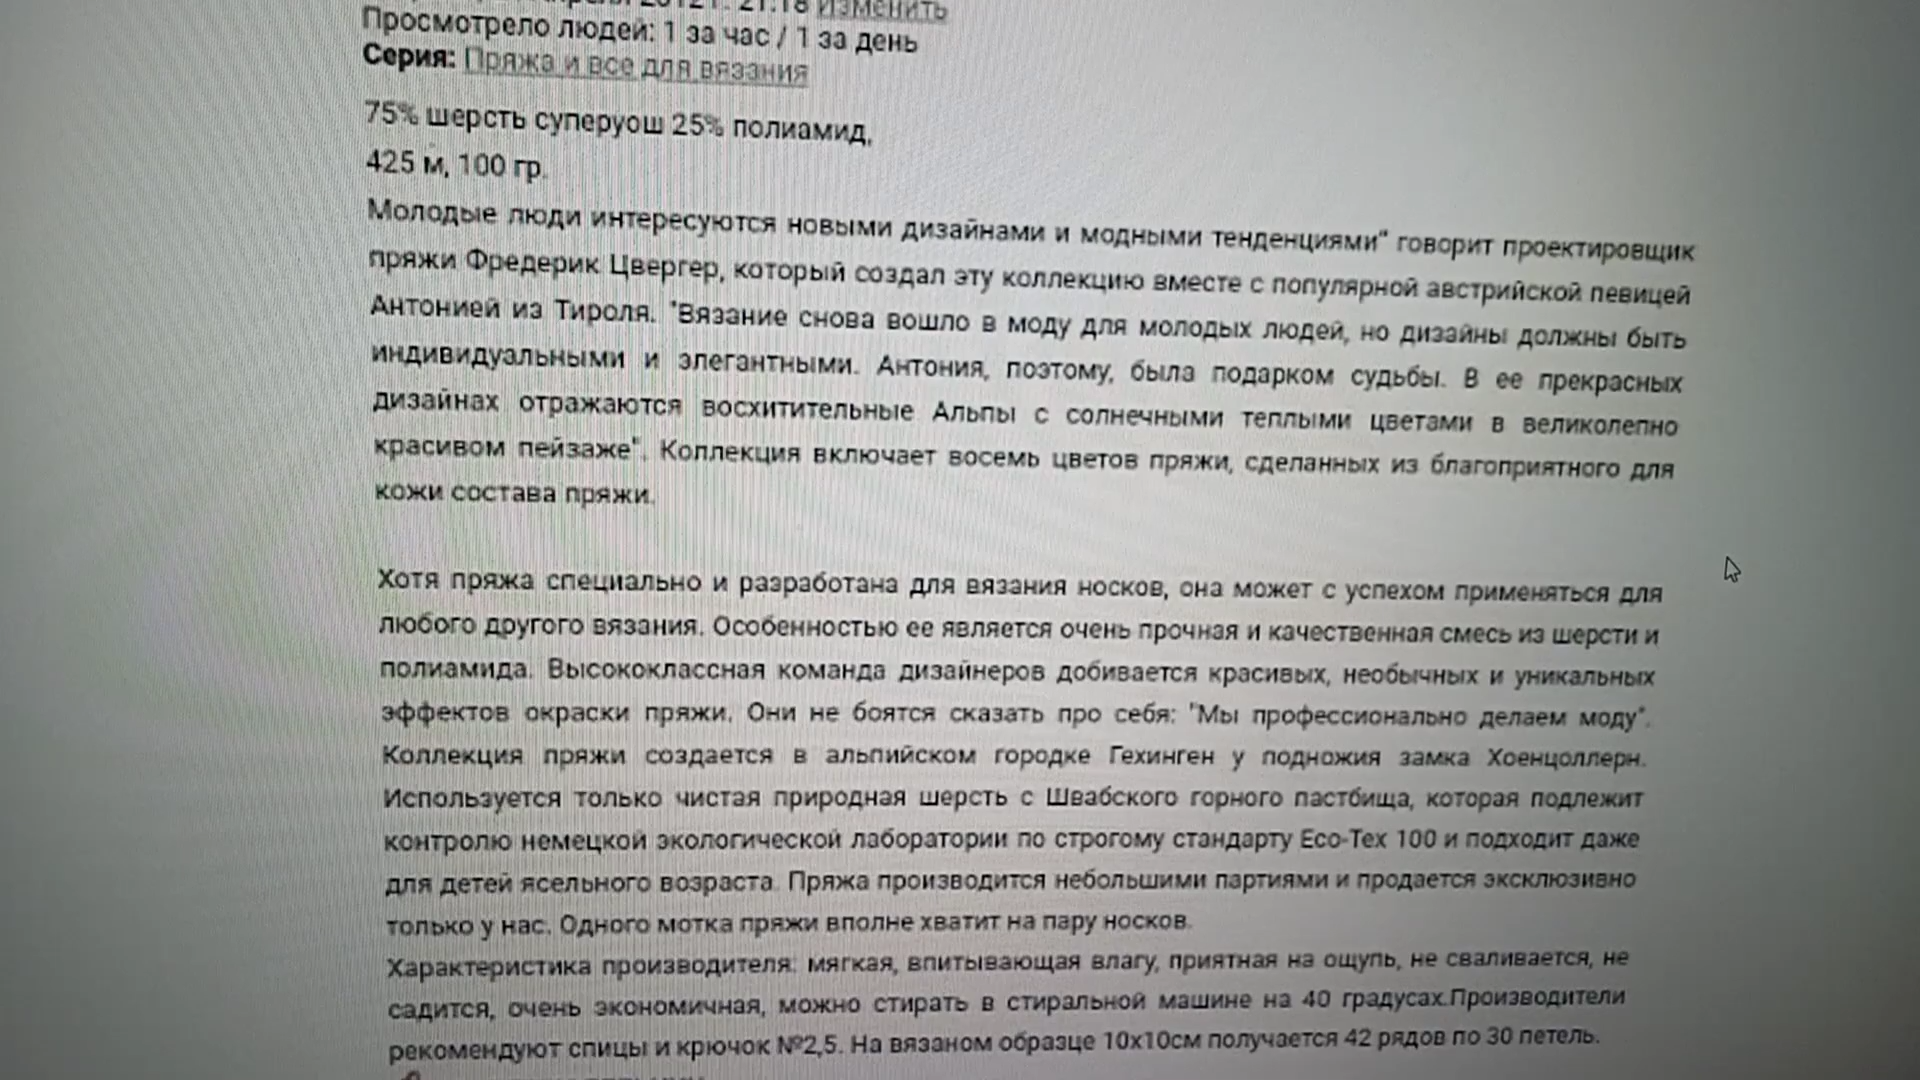 21:18 Изменить
Просмотрело людей: 1 за час / 1 за день
Серия: Пряжа и все для вязания
75% шерсть суперуош 25% полиамид,
425 м, 100 гр.
Молодые люди интересуются новыми дизайнами и модными тенденциями" говорит проектировщик
пряжи Фредерик Цвергер, который создал эту коллекцию вместе с популярной австрийской певицей
Антонией из Тироля. "Вязание снова вошло в моду для молодых людей, но дизайны должны быть
индивидуальными и элегантными. Антония, поэтому, была подарком судьбы. В ее прекрасных
дизайнах отражаются восхитительные Альпы с солнечными теплыми цветами в великолепно
красивом пейзаже". Коллекция включает восемь цветов пряжи, сделанных из благоприятного для
кожи состава пряжи.
Хотя пряжа специально и разработана для вязания носков, она может с успехом применяться для
любого другого вязания. Особенностью ее является очень прочная и качественная смесь из шерсти и
полиамида. Высококлассная команда дизайнеров добивается красивых, необычных и уникальных
эффектов окраски пряжи. Они не боятся сказать про себя: "Мы профессионально делаем моду".
Коллекция пряжи создается в альпийском городке Гехинген у подножия замка Хоенцоллерн.
Используется только чистая природная шерсть с Швабского горного пастбища, которая подлежит
контролю немецкой экологической лаборатории по строгому стандарту Eco-Tex 100 и подходит даже
для детей ясельного возраста. Пряжа производится небольшими партиями и продается эксклюзивно
только у нас. Одного мотка пряжи вполне хватит на пару носков.
Характеристика производителя: мягкая, впитывающая влагу, приятная на ощупь, не сваливается, не
садится, очень экономичная, можно стирать в стиральной машине на 40 градусах.Производители
рекомендуют спицы и крючок №2,5. На вязаном образце 10х10см получается 42 рядов по 30 петель.